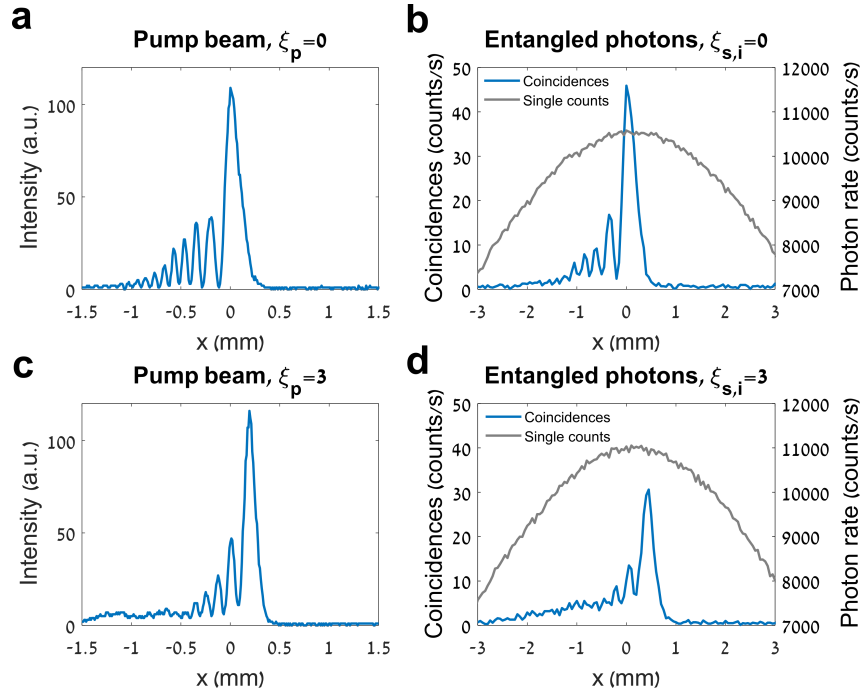 a
Pump beam, ξp=0
Intensity (a.u.)
100
50
0
-1.5 -1 -0.5 0 0.5 1 1.5
x (mm)
b
Entangled photons, ξs,i=0
Coincidences (counts/s)
50
40
30
20
10
0
Coincidences
Single counts
12000
11000
10000
9000
8000
7000
Photon rate (counts/s)
-3 -2 -1 0 1 2 3
x (mm)
c
Pump beam, ξp=3
Intensity (a.u.)
100
50
0
-1.5 -1 -0.5 0 0.5 1 1.5
x (mm)
d
Entangled photons, ξs,i=3
Coincidences (counts/s)
50
40
30
20
10
0
Coincidences
Single counts
12000
11000
10000
9000
8000
7000
Photon rate (counts/s)
-3 -2 -1 0 1 2 3
x (mm)